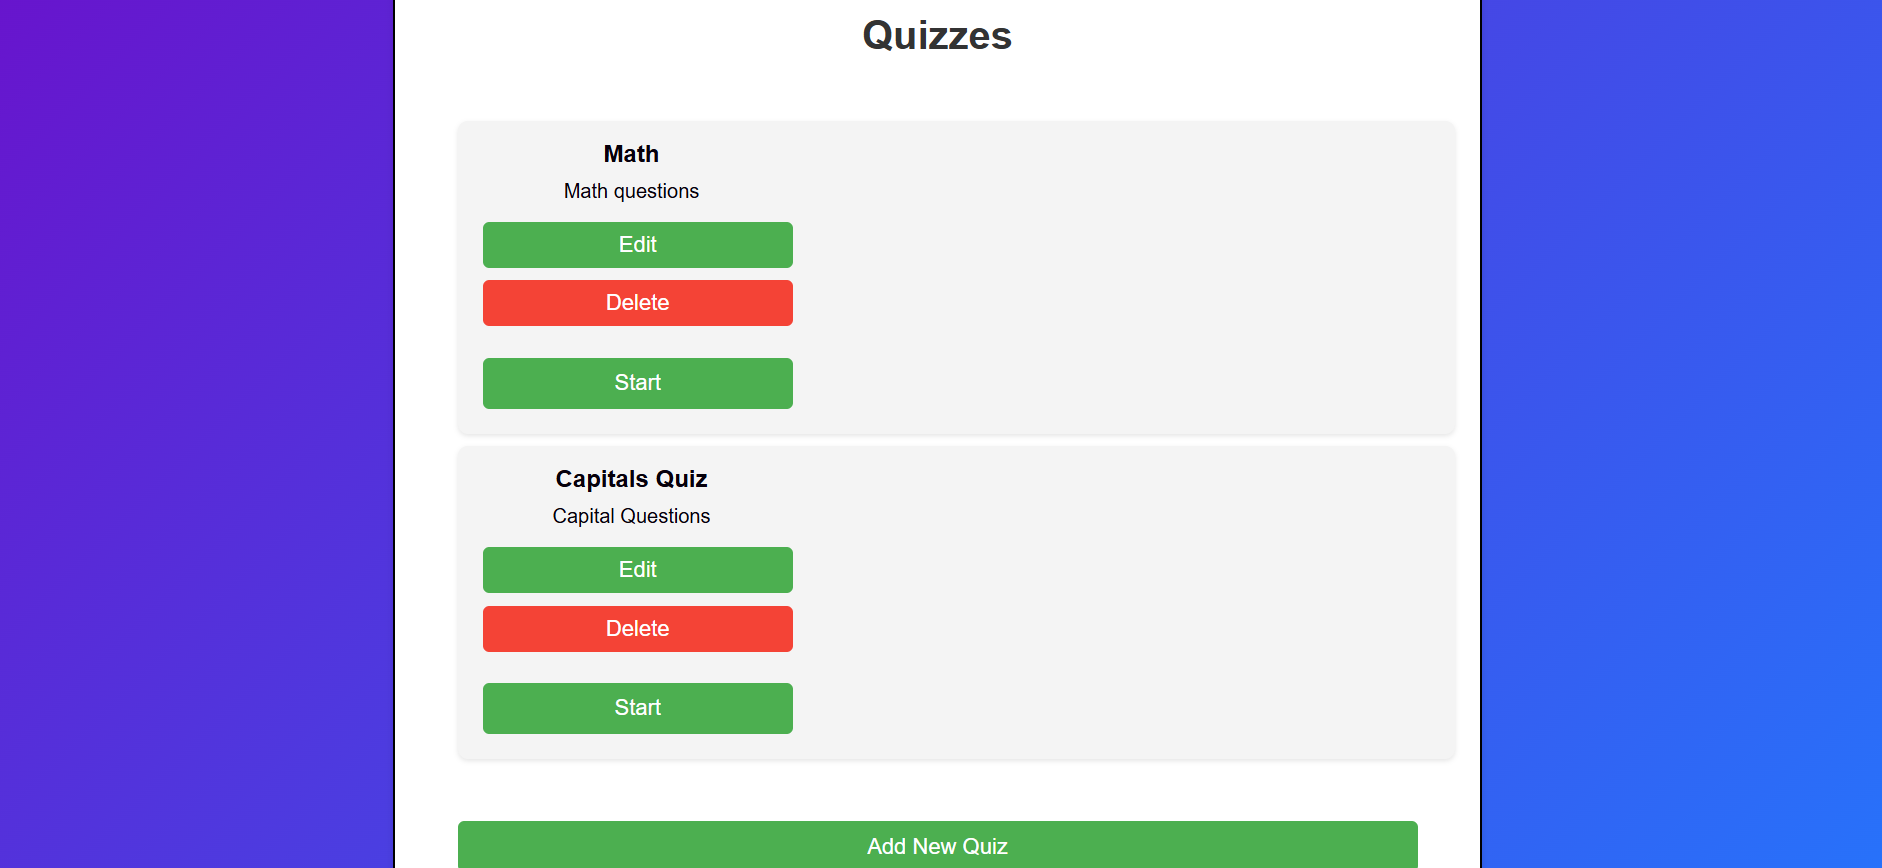 Quizzes
Math
Math questions
Edit
Delete
Start
Capitals Quiz
Capital Questions
Edit
Delete
Start
Add New Quiz